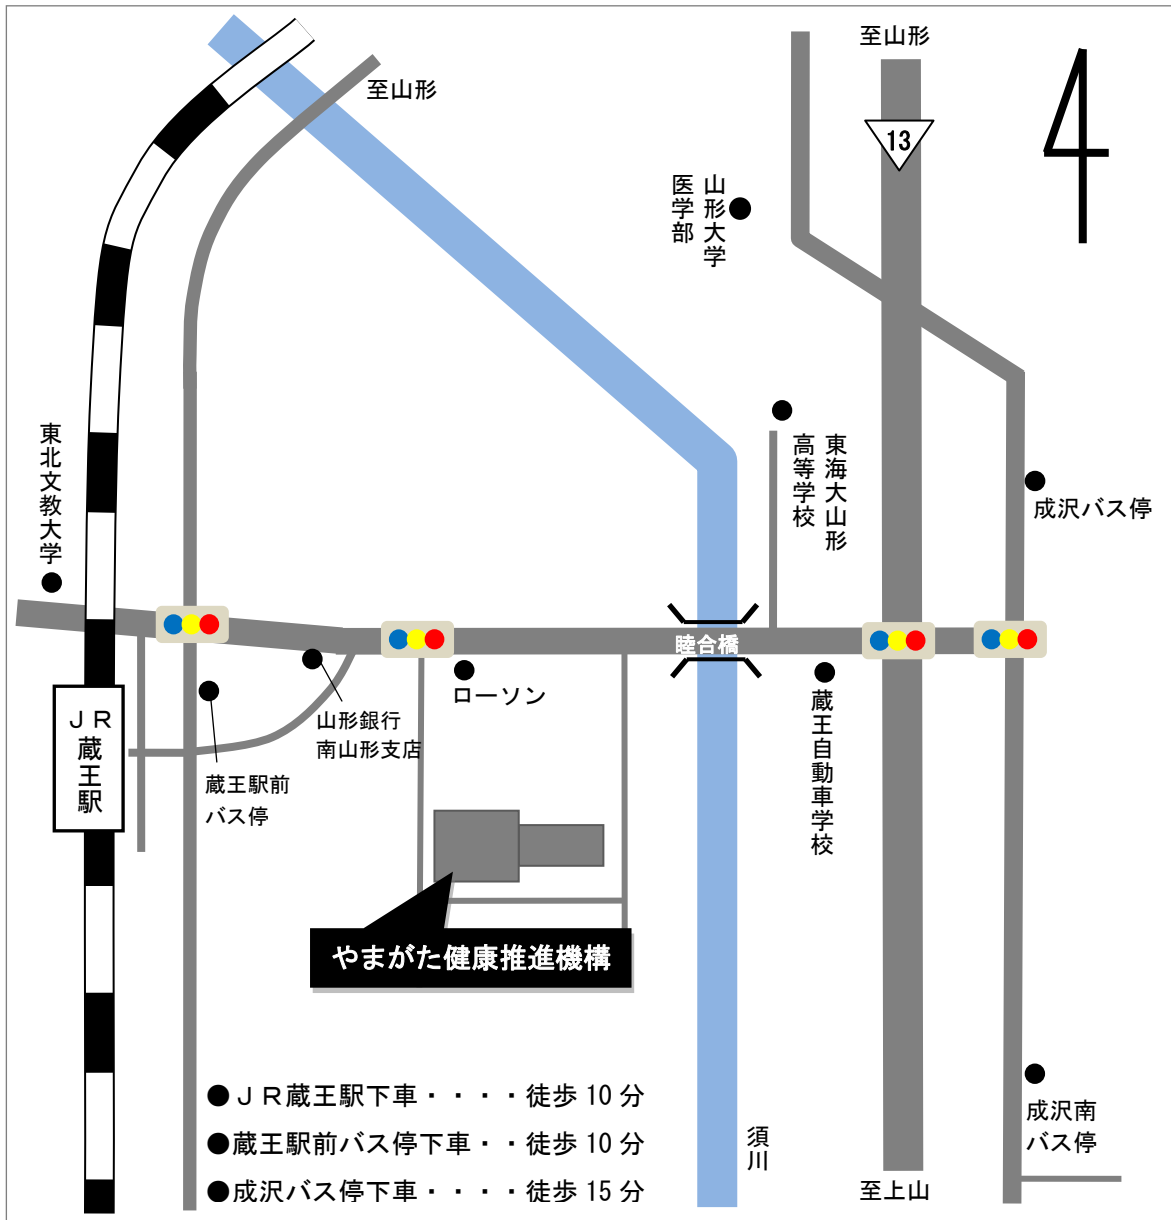 至山形
至山形
13
山形大学
医学部
東北文教大学
東海大山形
高等学校
成沢バス停
睦合橋
ローソン
ＪＲ
蔵王駅
山形銀行
南山形支店
蔵王駅前
バス停
蔵王自動車学校
やまがた健康推進機構
●ＪＲ蔵王駅下車・・・・徒歩 10 分
●蔵王駅前バス停下車・・徒歩 10 分
●成沢バス停下車・・・・徒歩 15 分
須川
成沢南
バス停
至上山